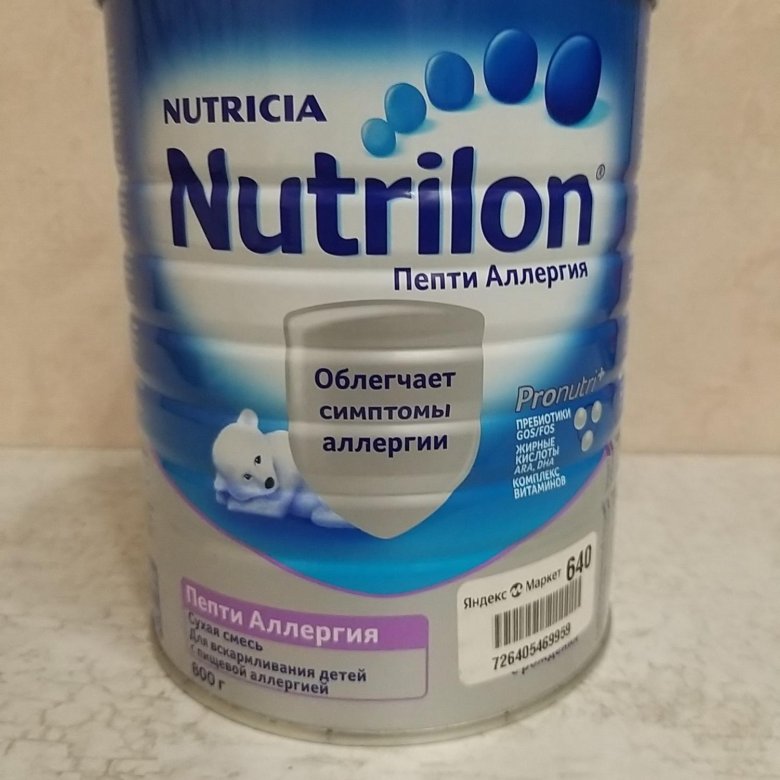 NUTRICIA
Nutrilon®
Пепти Аллергия
Облегчает
симптомы
аллергии
Pronutri+
ПРЕБИОТИКИ
GOS/FOS
ЖИРНЫЕ
КИСЛОТЫ
ARA, DHA
КОМПЛЕКС
ВИТАМИНОВ
Яндекс Маркет 640
726405469959
Пепти Аллергия
Сухая смесь
Для вскармливания детей
с пищевой аллергией
800 г